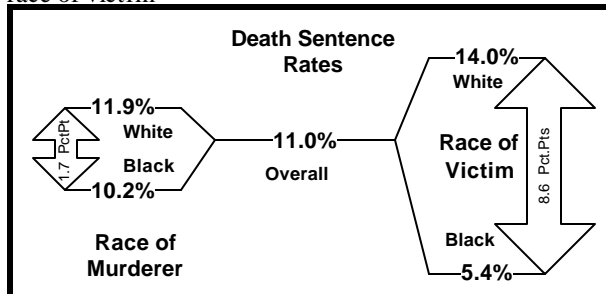 race of victim
Death Sentence
Rates
14.0%
White
11.9%
White
1.7 PctPt
11.0%
Overall
Race of
Victim
8.6 Pct.Pts
Black
10.2%
Black
5.4%
Race of
Murderer